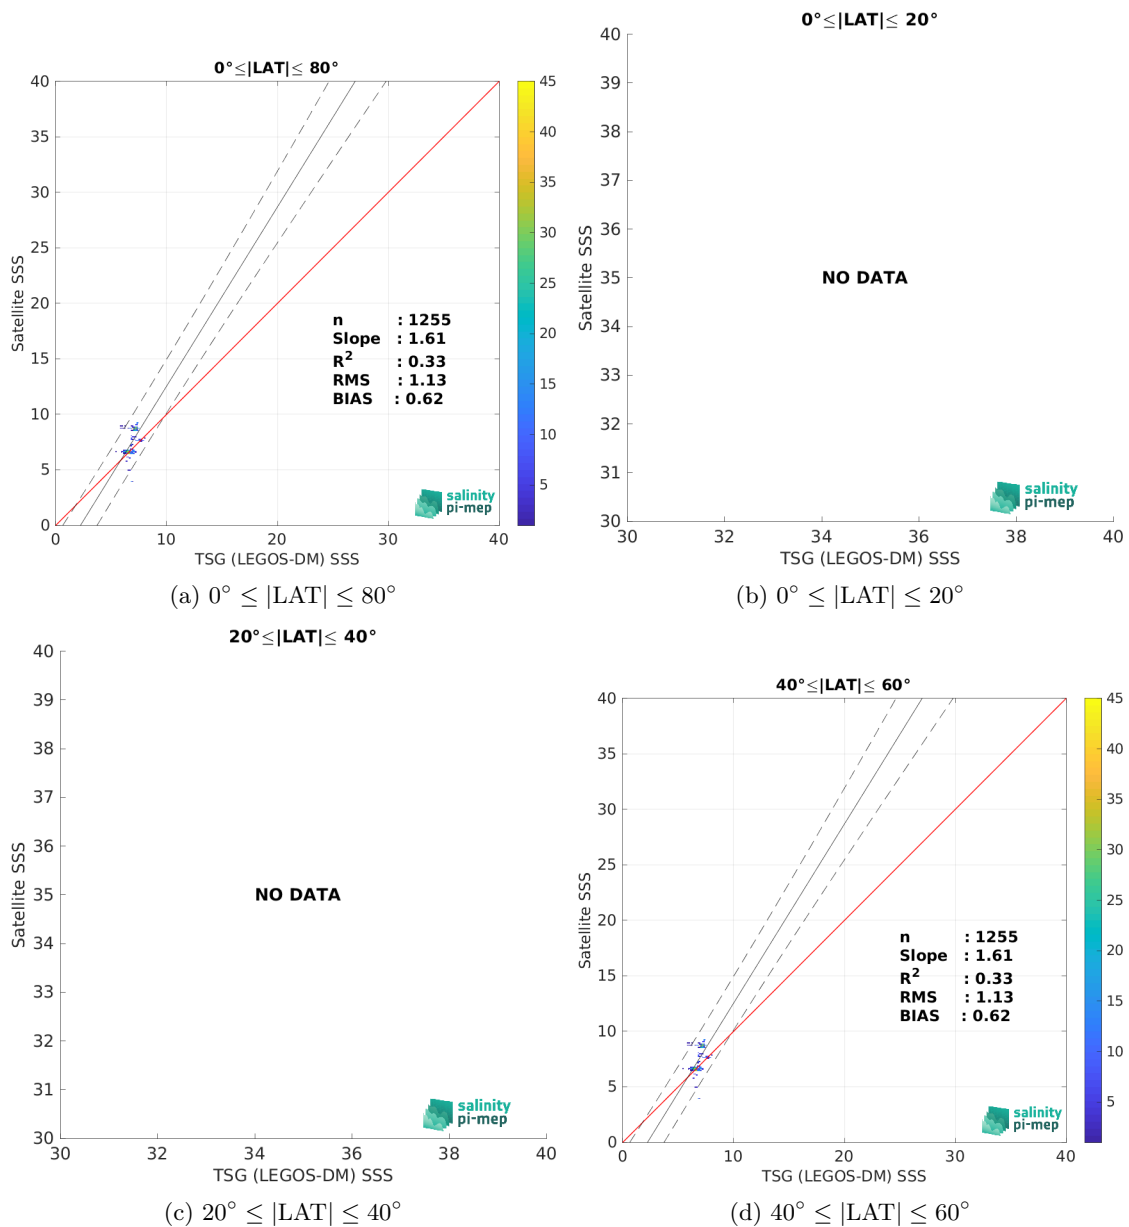 0°≤|LAT|≤ 80°
40
35
30
25
20
15
10
5
0
0
10
20
30
40
Satellite SSS
TSG (LEGOS-DM) SSS
n : 1255
Slope : 1.61
R² : 0.33
RMS : 1.13
BIAS : 0.62
salinity
pi-mep
45
40
35
30
25
20
15
10
5
(a) 0° ≤ |LAT| ≤ 80°
0°≤|LAT|≤ 20°
40
39
38
37
36
35
34
33
32
31
30
30
32
34
36
38
40
Satellite SSS
TSG (LEGOS-DM) SSS
NO DATA
salinity
pi-mep
(b) 0° ≤ |LAT| ≤ 20°
20°≤|LAT|≤ 40°
40
39
38
37
36
35
34
33
32
31
30
30
32
34
36
38
40
Satellite SSS
TSG (LEGOS-DM) SSS
NO DATA
salinity
pi-mep
(c) 20° ≤ |LAT| ≤ 40°
40°≤|LAT|≤ 60°
40
35
30
25
20
15
10
5
0
0
10
20
30
40
Satellite SSS
TSG (LEGOS-DM) SSS
n : 1255
Slope : 1.61
R² : 0.33
RMS : 1.13
BIAS : 0.62
salinity
pi-mep
45
40
35
30
25
20
15
10
5
(d) 40° ≤ |LAT| ≤ 60°